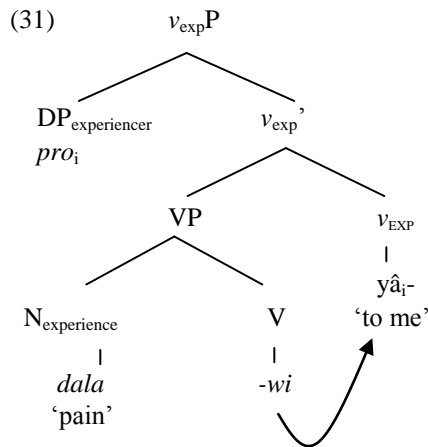 (31) vexpP
DPexperiencer vexp’
proi
VP vEXP
yâi-
Nexperience V ‘to me’
dala -wi
‘pain’